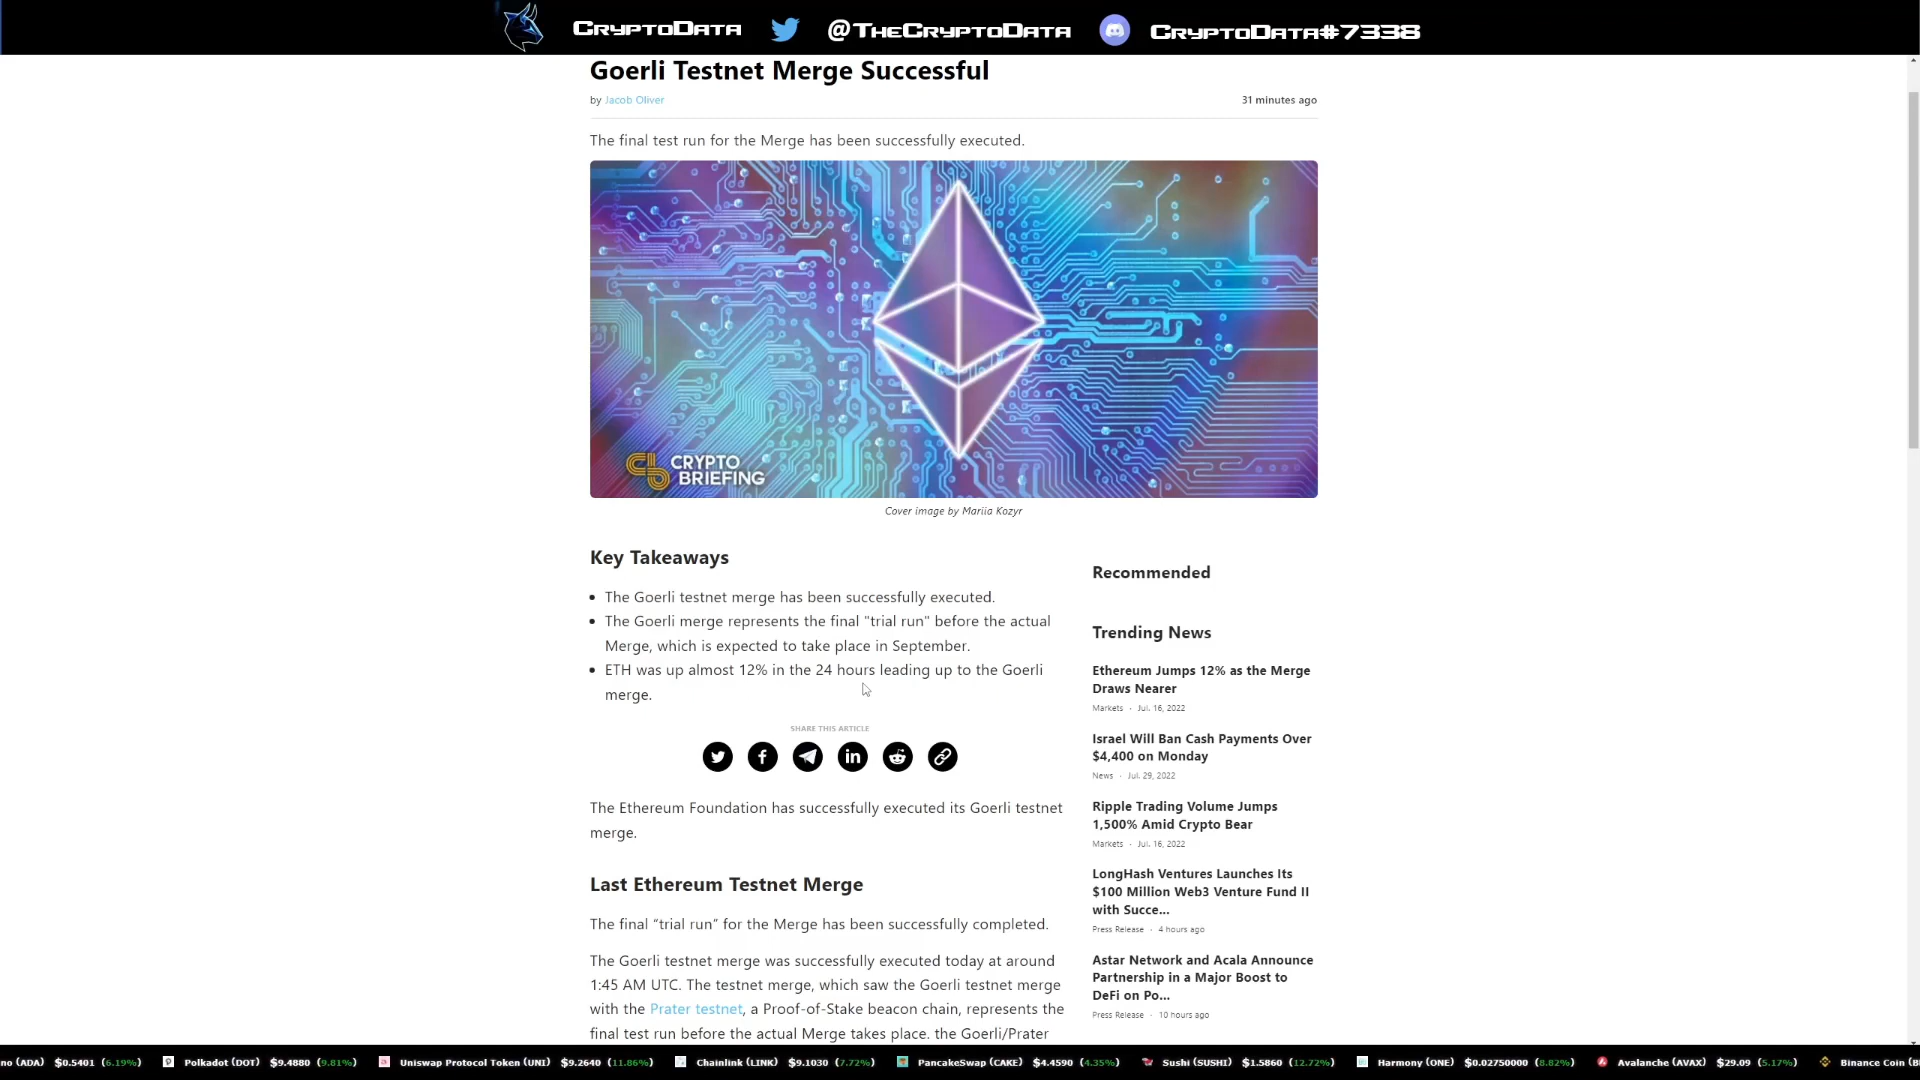 CryptoData @TheCryptoData CryptoData#7338
Goerli Testnet Merge Successful
by Jacob Oliver 31 minutes ago
The final test run for the Merge has been successfully executed.
CRYPTO
BRIEFING
Cover image by Mariia Kozyr
Key Takeaways
The Goerli testnet merge has been successfully executed.
The Goerli merge represents the final "trial run" before the actual
Merge, which is expected to take place in September.
ETH was up almost 12% in the 24 hours leading up to the Goerli
merge.
SHARE THIS ARTICLE
The Ethereum Foundation has successfully executed its Goerli testnet
merge.
Last Ethereum Testnet Merge
The final “trial run” for the Merge has been successfully completed.
The Goerli testnet merge was successfully executed today at around
1:45 AM UTC. The testnet merge, which saw the Goerli testnet merge
with the Prater testnet, a Proof-of-Stake beacon chain, represents the
final test run before the actual Merge takes place. the Goerli/Prater
Recommended
Trending News
Ethereum Jumps 12% as the Merge
Draws Nearer
Markets · Jul. 16, 2022
Israel Will Ban Cash Payments Over
$4,400 on Monday
News · Jul. 29, 2022
Ripple Trading Volume Jumps
1,500% Amid Crypto Bear
Markets · Jul. 16, 2022
LongHash Ventures Launches Its
$100 Million Web3 Venture Fund II
with Succe...
Press Release · 4 hours ago
Astar Network and Acala Announce
Partnership in a Major Boost to
DeFi on Po...
Press Release · 10 hours ago
no (ADA) $0.5401 (6.19%) Polkadot (DOT) $9.4880 (9.81%) Uniswap Protocol Token (UNI) $9.2640 (11.86%) Chainlink (LINK) $9.1030 (7.72%) PancakeSwap (CAKE) $4.4590 (4.35%) Sushi (SUSHI) $1.5860 (12.72%) Harmony (ONE) $0.02750000 (8.82%) Avalanche (AVAX) $29.09 (5.17%) Binance Coin (B